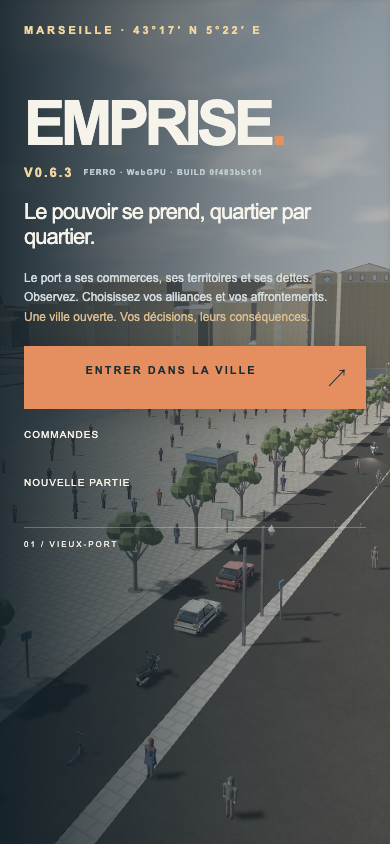 MARSEILLE · 43°17′ N 5°22′ E
EMPRISE.
V0.6.3 FERRO · WebGPU · BUILD 0f483bb101
Le pouvoir se prend, quartier par
quartier.
Le port a ses commerces, ses territoires et ses dettes.
Observez. Choisissez vos alliances et vos affrontements.
Une ville ouverte. Vos décisions, leurs conséquences.
ENTRER DANS LA VILLE ↗
COMMANDES
NOUVELLE PARTIE
01 / VIEUX-PORT